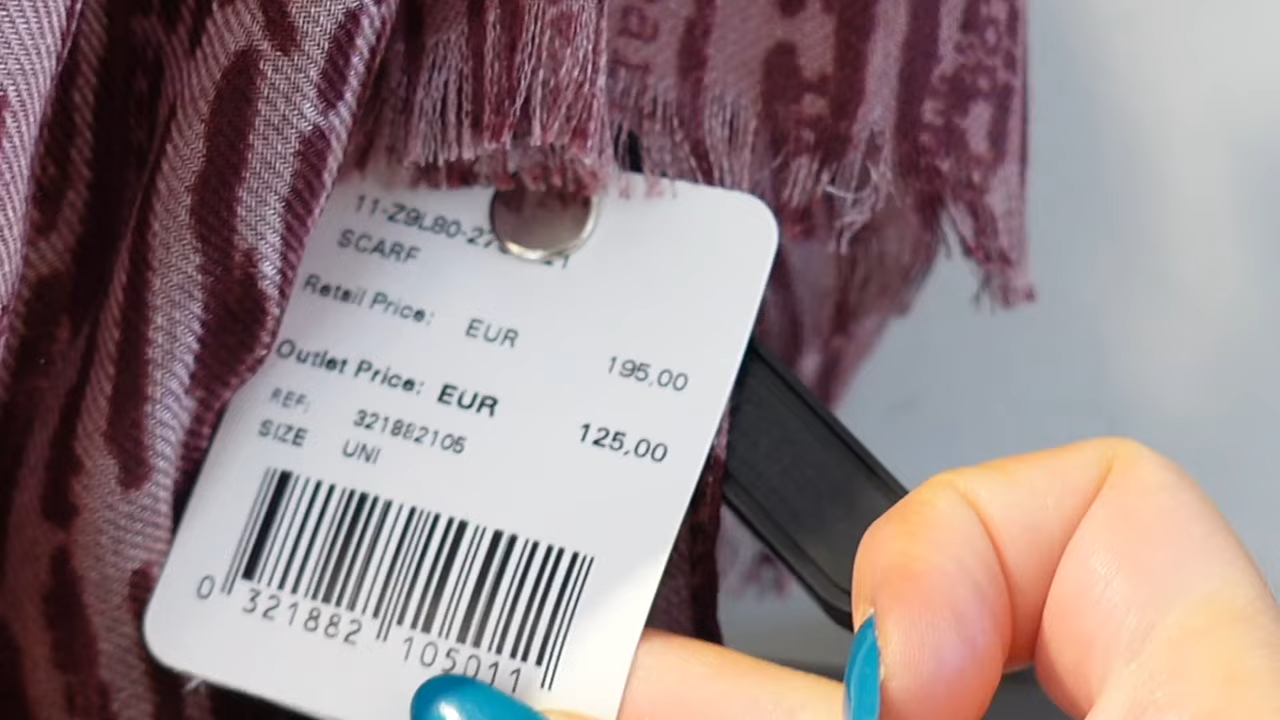 SCARF
Retail Price: EUR 195,00
Outlet Price: EUR 125,00
REF: 321882105
SIZE UNI
0 321882 105011